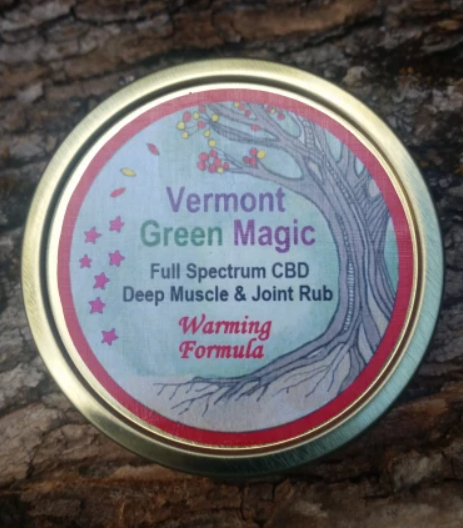 Vermont
Green Magic
Full Spectrum CBD
Deep Muscle & Joint Rub
Warming
Formula